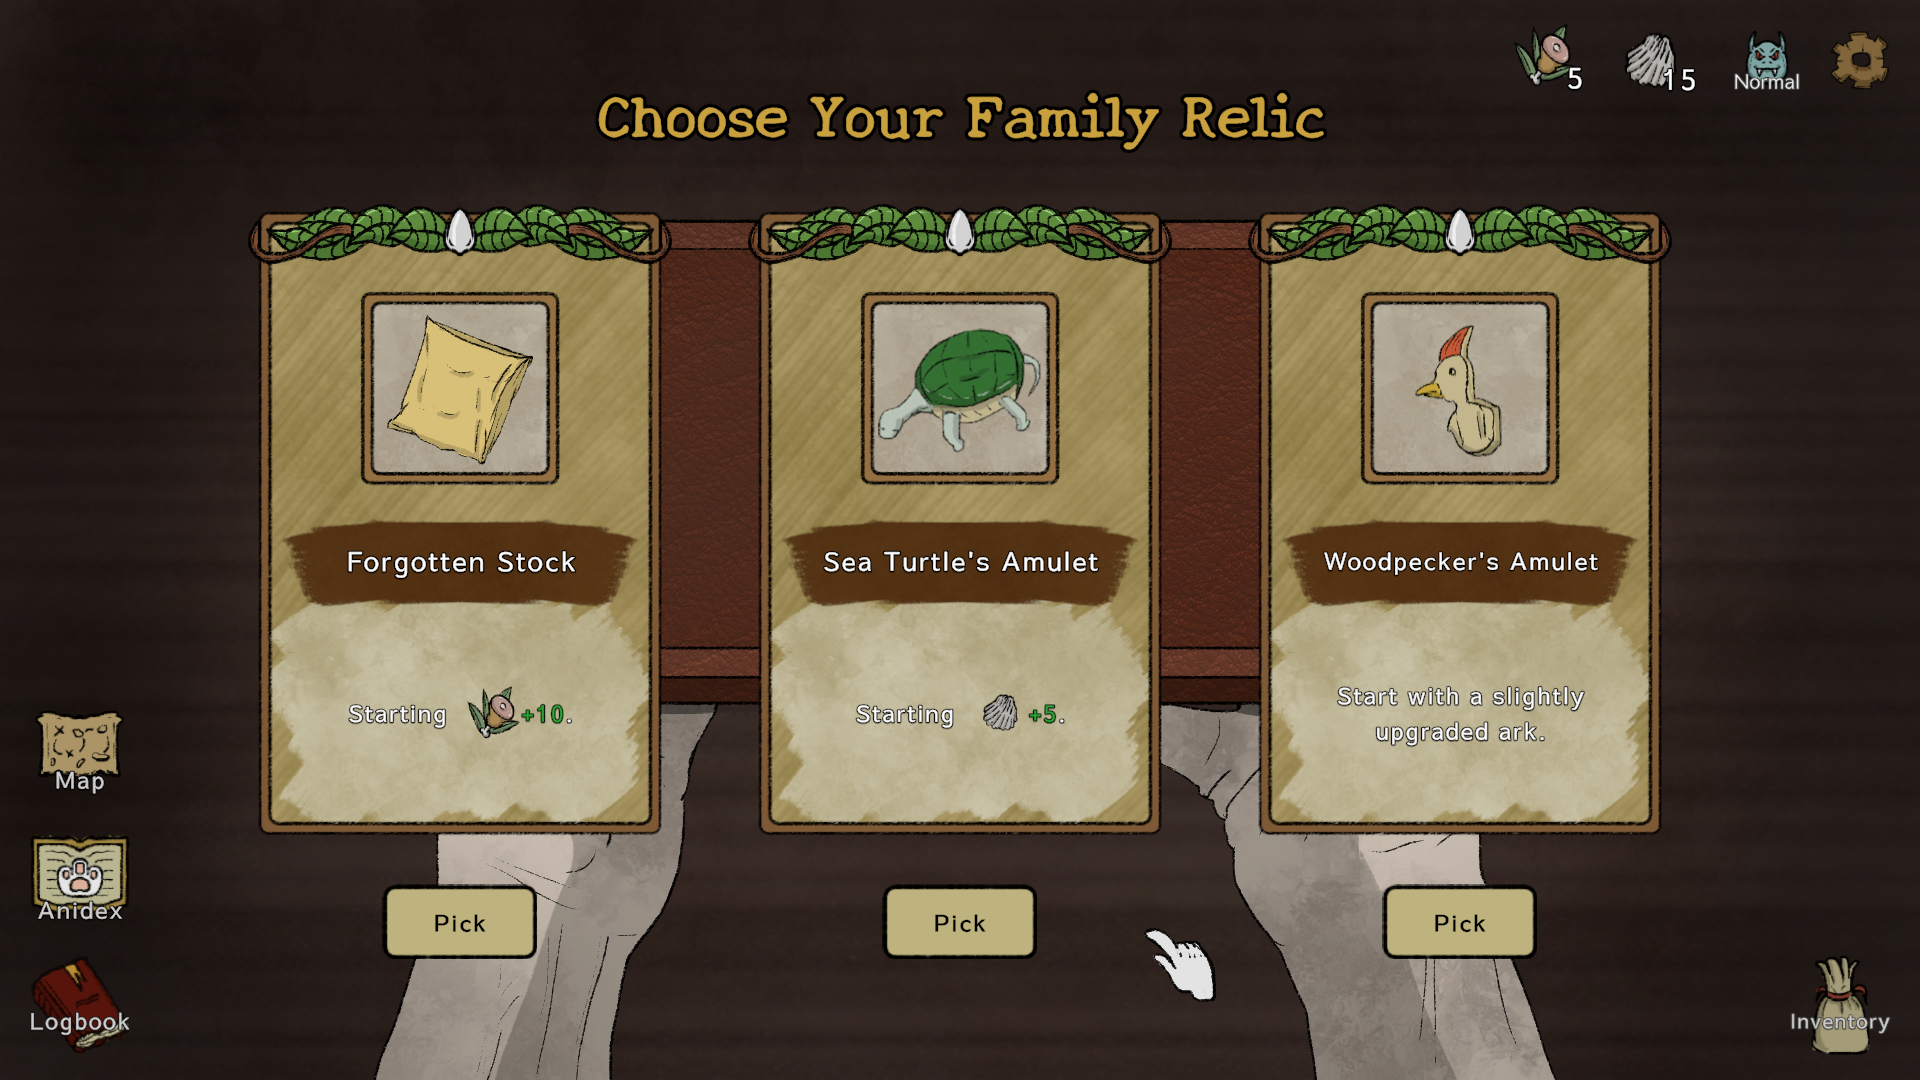 5
15
Normal
Choose Your Family Relic
Forgotten Stock
Starting +10.
Pick
Sea Turtle's Amulet
Starting +5.
Pick
Woodpecker's Amulet
Start with a slightly
upgraded ark.
Pick
Map
Anidex
Logbook
Inventory